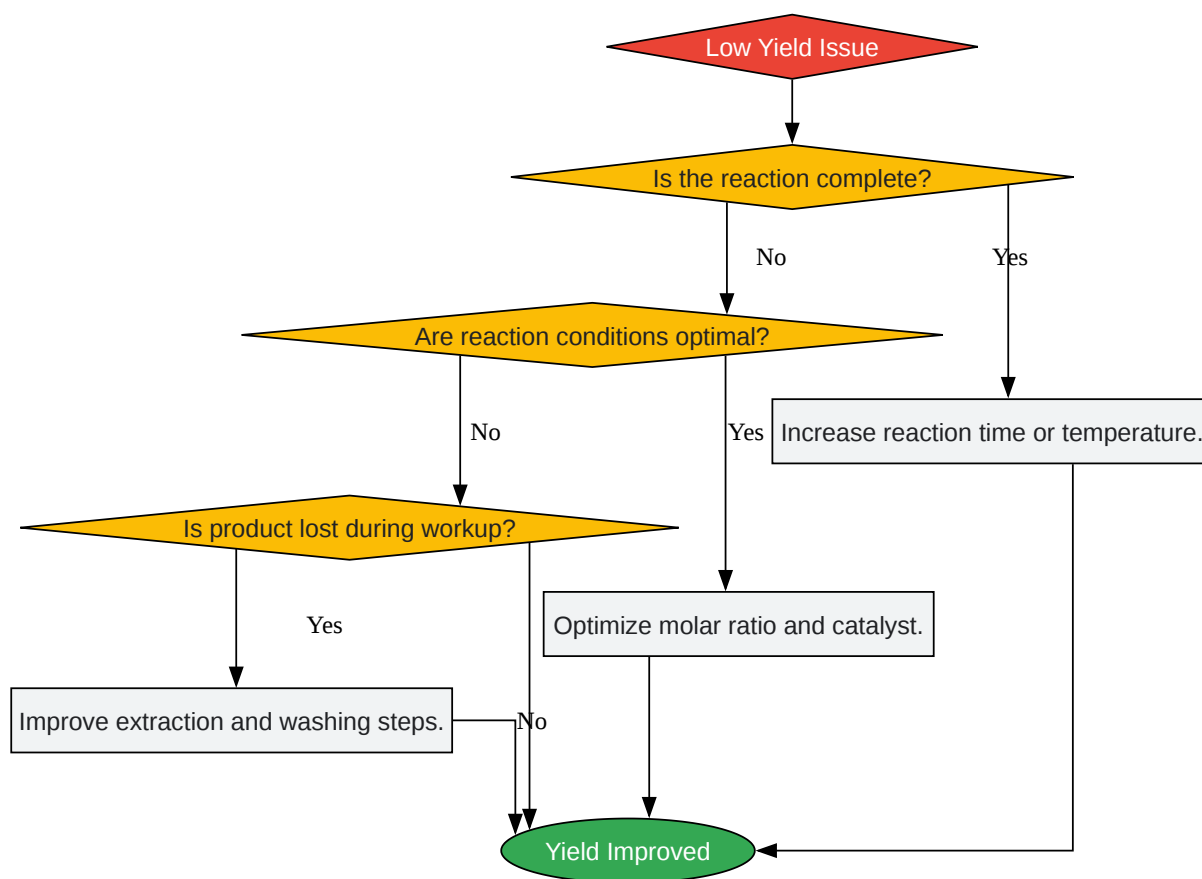 Low Yield Issue
Is the reaction complete?
No
Yes
Are reaction conditions optimal?
No
Yes
Increase reaction time or temperature.
Is product lost during workup?
Yes
Optimize molar ratio and catalyst.
Improve extraction and washing steps.
No
Yield Improved